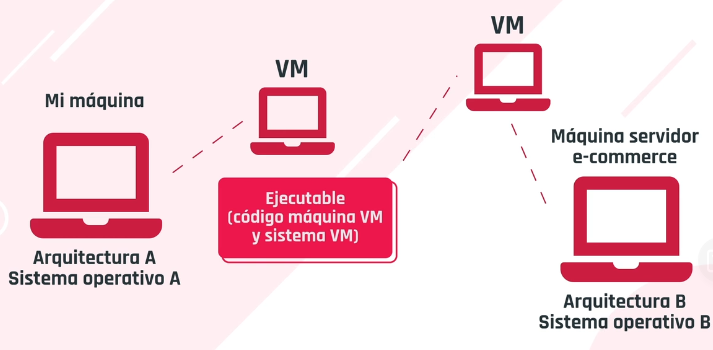 Mi máquina
Arquitectura A
Sistema operativo A
VM
Ejecutable
(código máquina VM
y sistema VM)
VM
Máquina servidor
e-commerce
Arquitectura B
Sistema operativo B